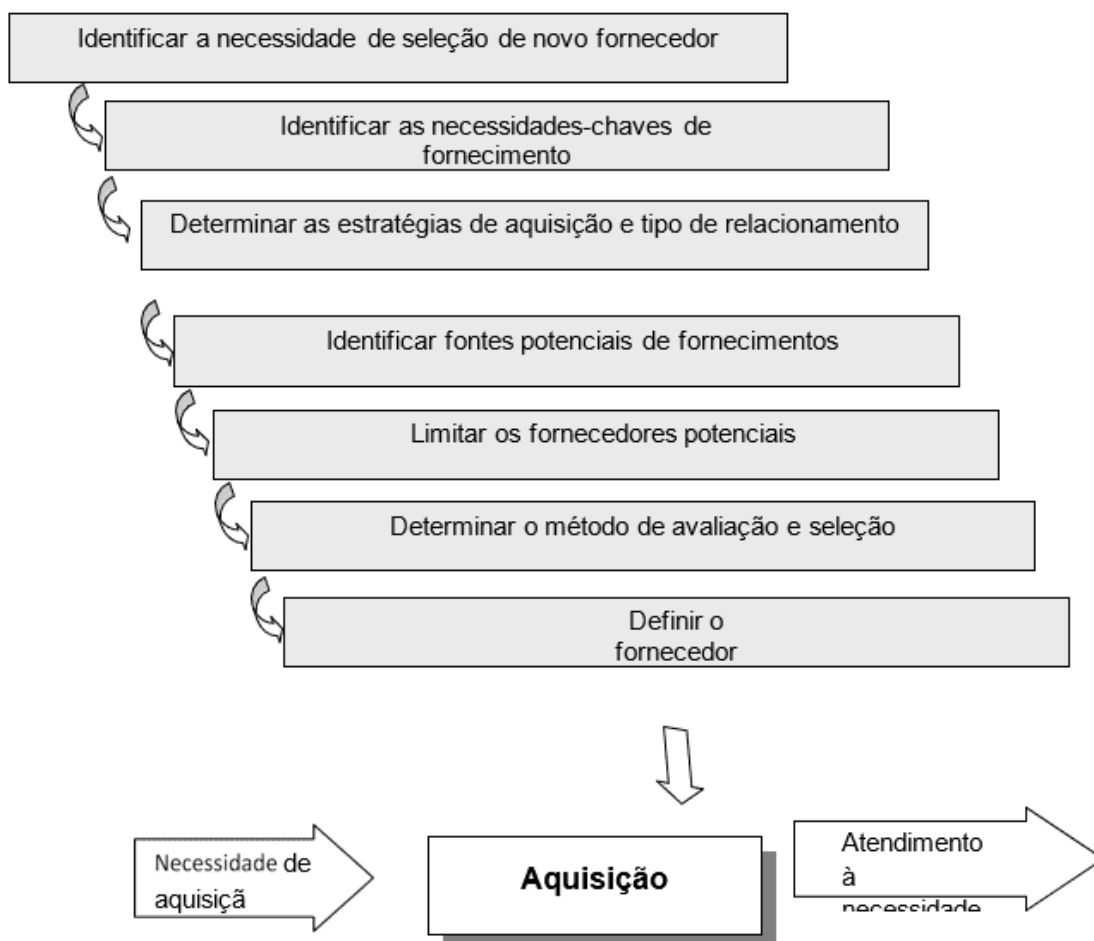 Identificar a necessidade de seleção de novo fornecedor
Identificar as necessidades-chaves de
fornecimento
Determinar as estratégias de aquisição e tipo de relacionamento
Identificar fontes potenciais de fornecimentos
Limitar os fornecedores potenciais
Determinar o método de avaliação e seleção
Definir o
fornecedor
Necessidade de
aquisiçã
Aquisição
Atendimento
à
necessidade